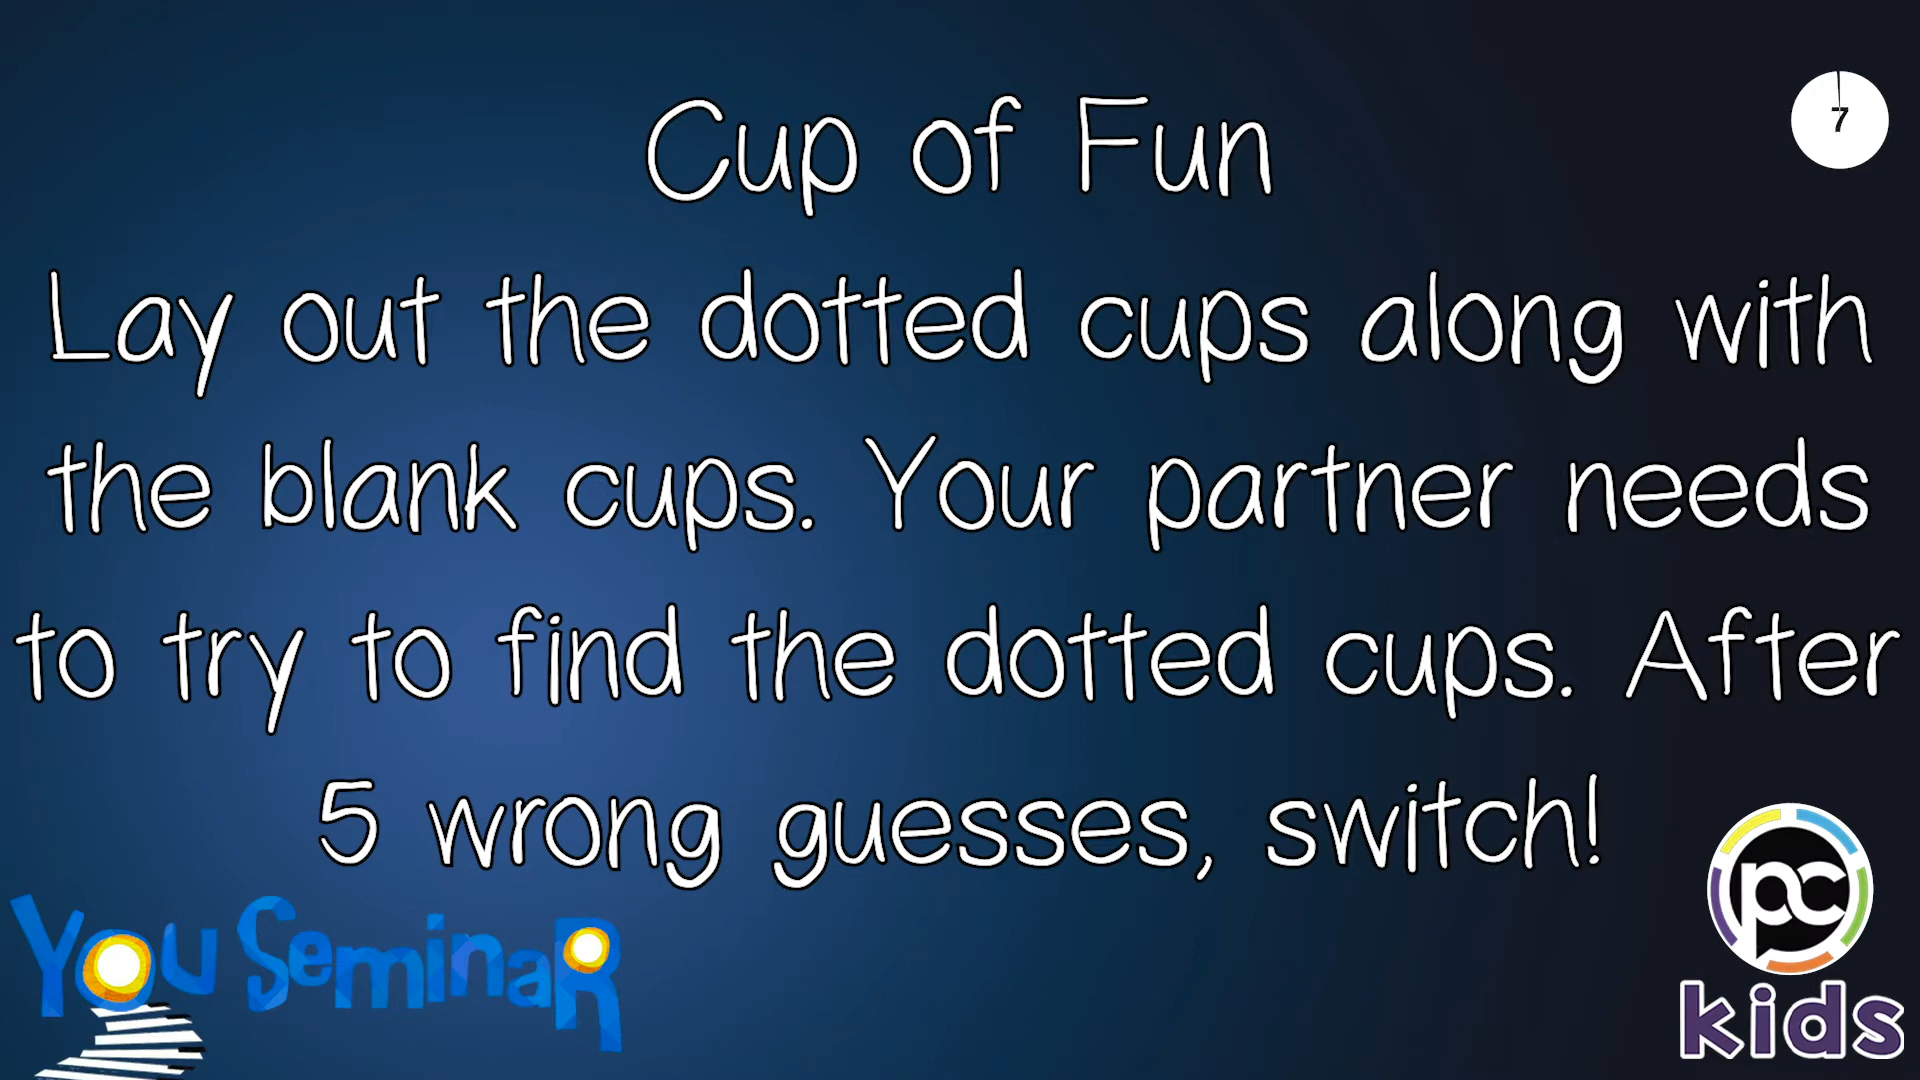 7
Cup of Fun
Lay out the dotted cups along with
the blank cups. Your partner needs
to try to find the dotted cups. After
5 wrong guesses, switch!
You Seminar
pc
kids